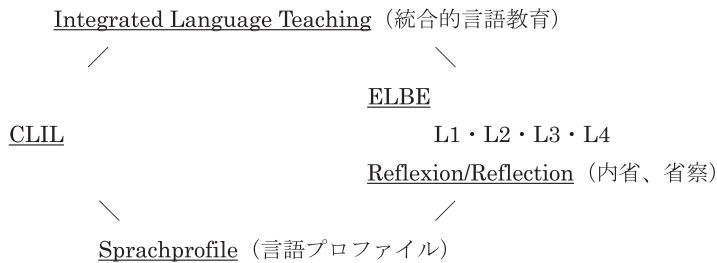 Integrated Language Teaching（統合的言語教育）
ELBE
CLIL
L1・L2・L3・L4
Reflexion/Reflection（内省、省察）
Sprachprofile（言語プロファイル）